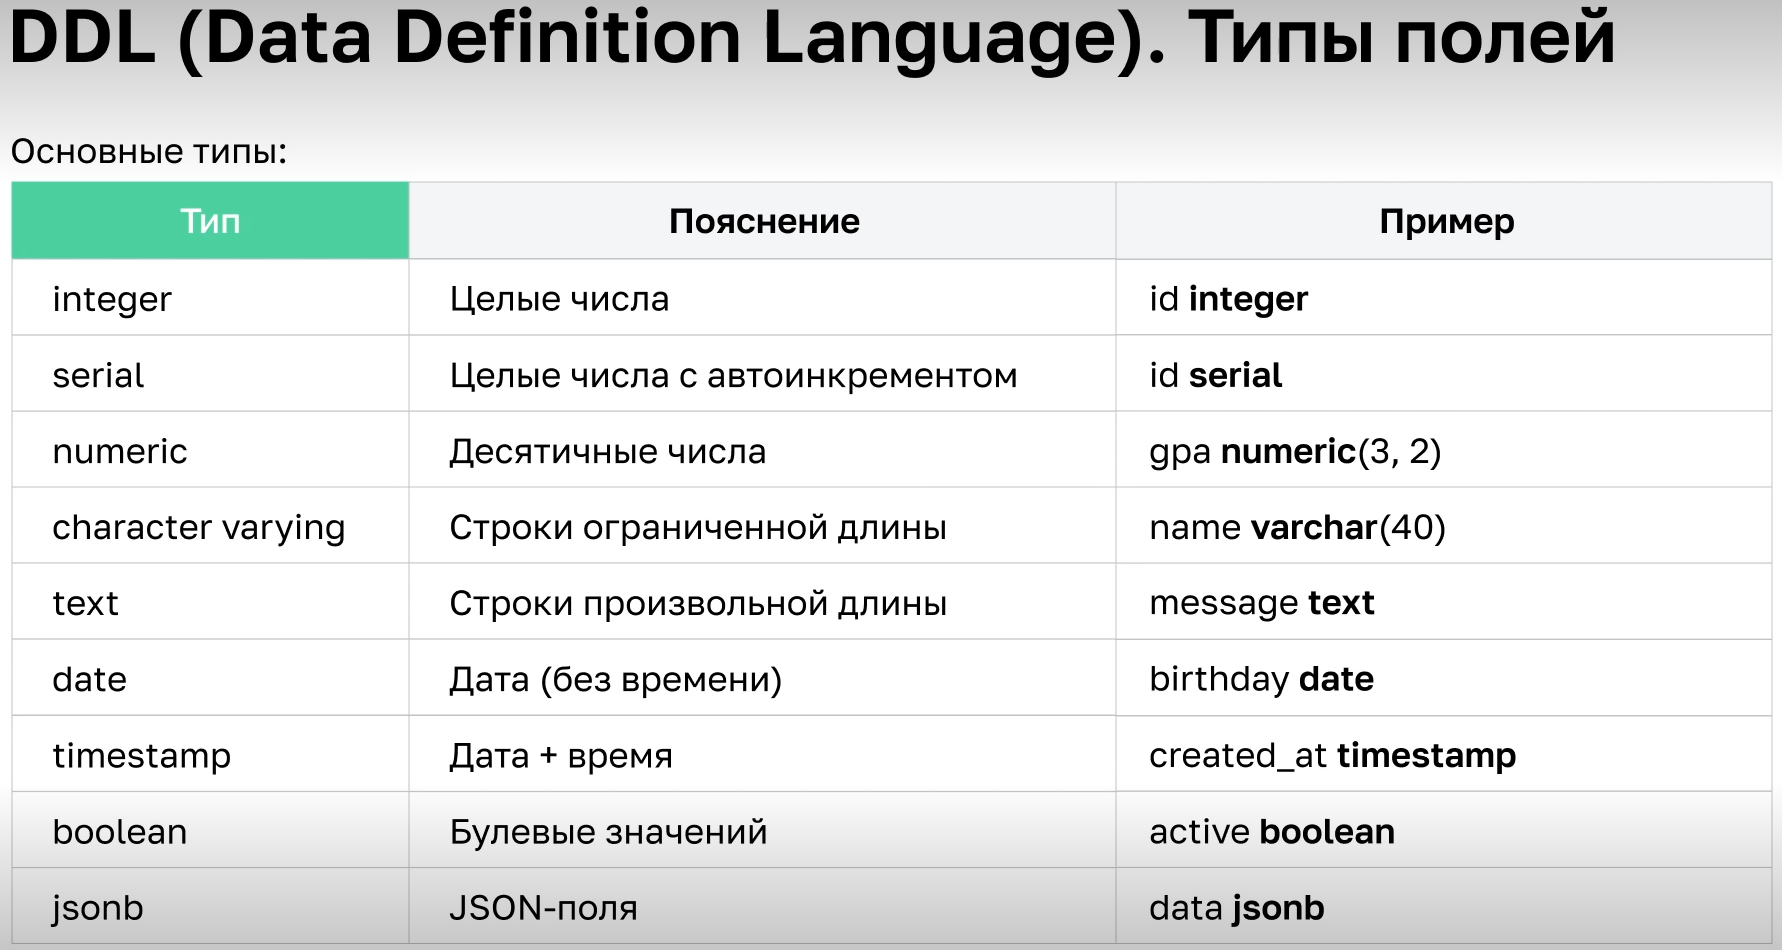 DDL (Data Definition Language). Типы полей
Основные типы:
Тип Пояснение Пример
integer Целые числа id integer
serial Целые числа с автоинкрементом id serial
numeric Десятичные числа gpa numeric(3, 2)
character varying Строки ограниченной длины name varchar(40)
text Строки произвольной длины message text
date Дата (без времени) birthday date
timestamp Дата + время created_at timestamp
boolean Булевые значений active boolean
jsonb JSON-поля data jsonb